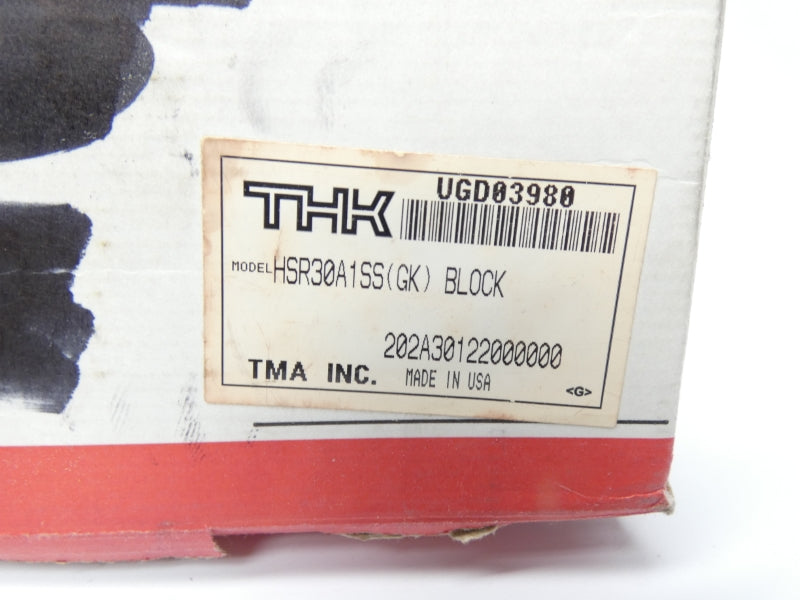 THK UGD03980
MODEL HSR30A1SS(GK) BLOCK
202A30122000000
TMA INC. MADE IN USA <G>